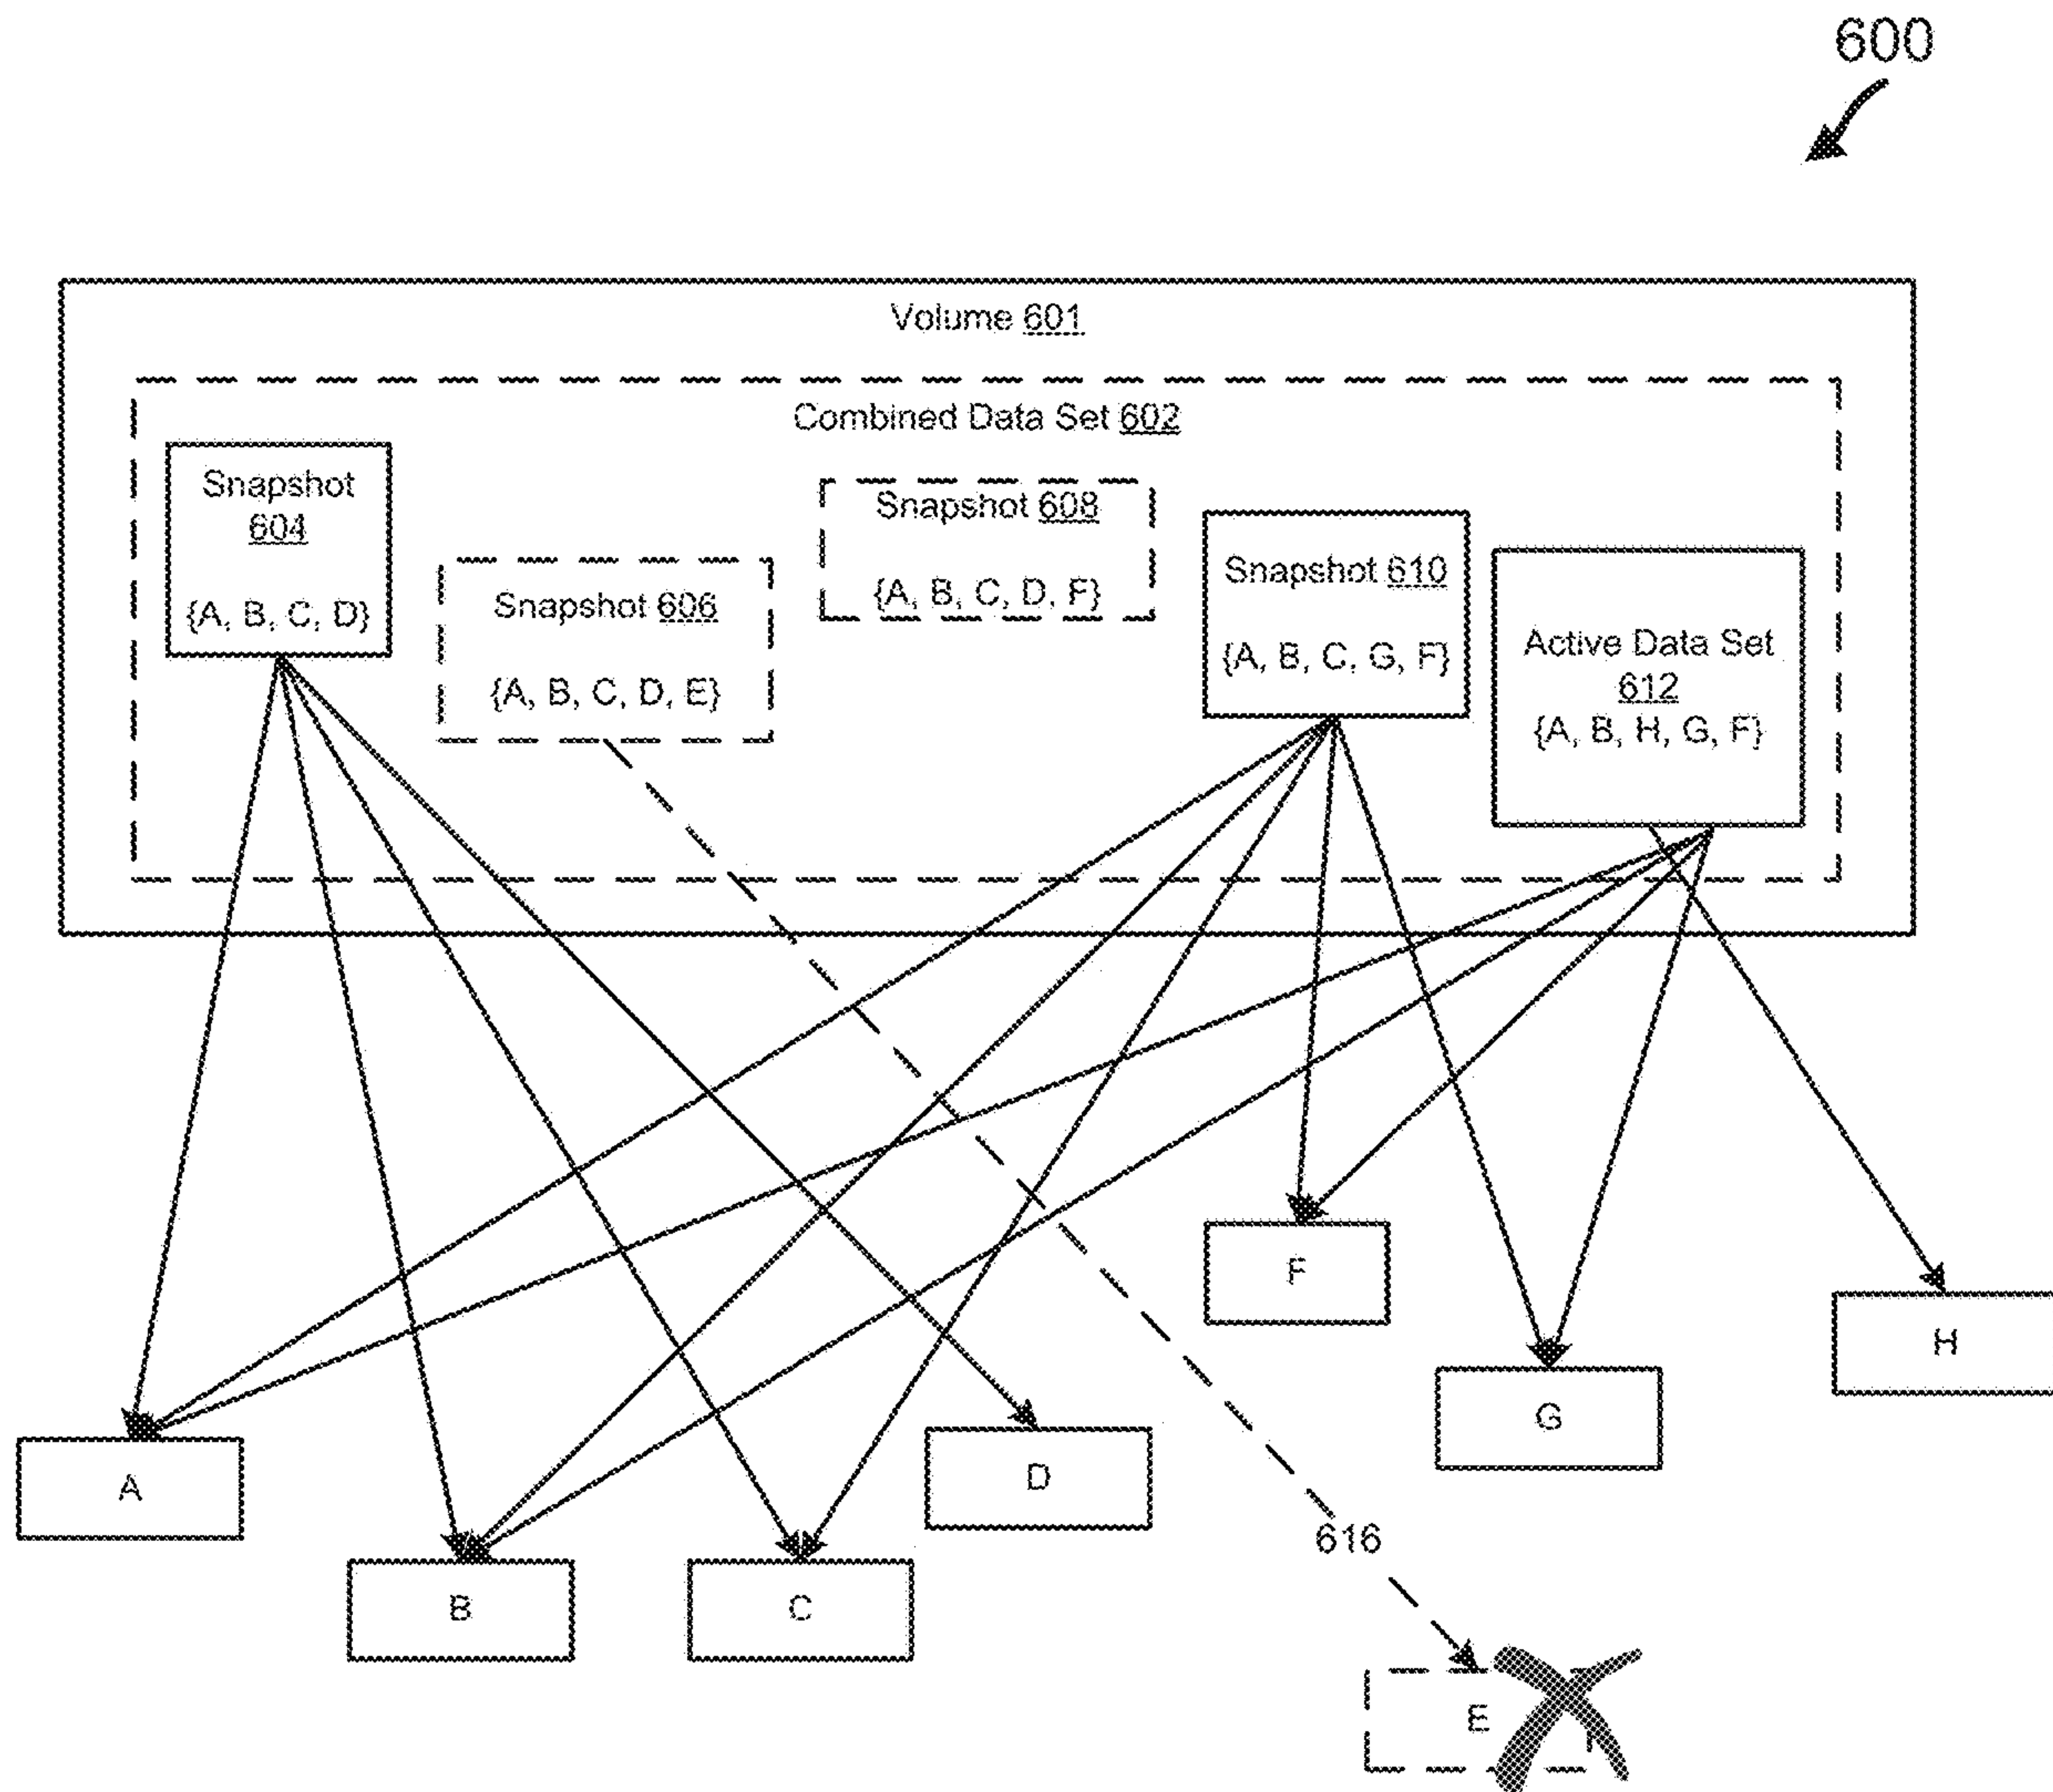 600
Volume 601
Combined Data Set 602
Snapshot
604
{A, B, C, D}
Snapshot 606
{A, B, C, D, E}
Snapshot 608
{A, B, C, D, F}
Snapshot 610
{A, B, C, G, F}
Active Data Set
612
{A, B, H, G, F}
F
H
G
D
A
616
B
C
E